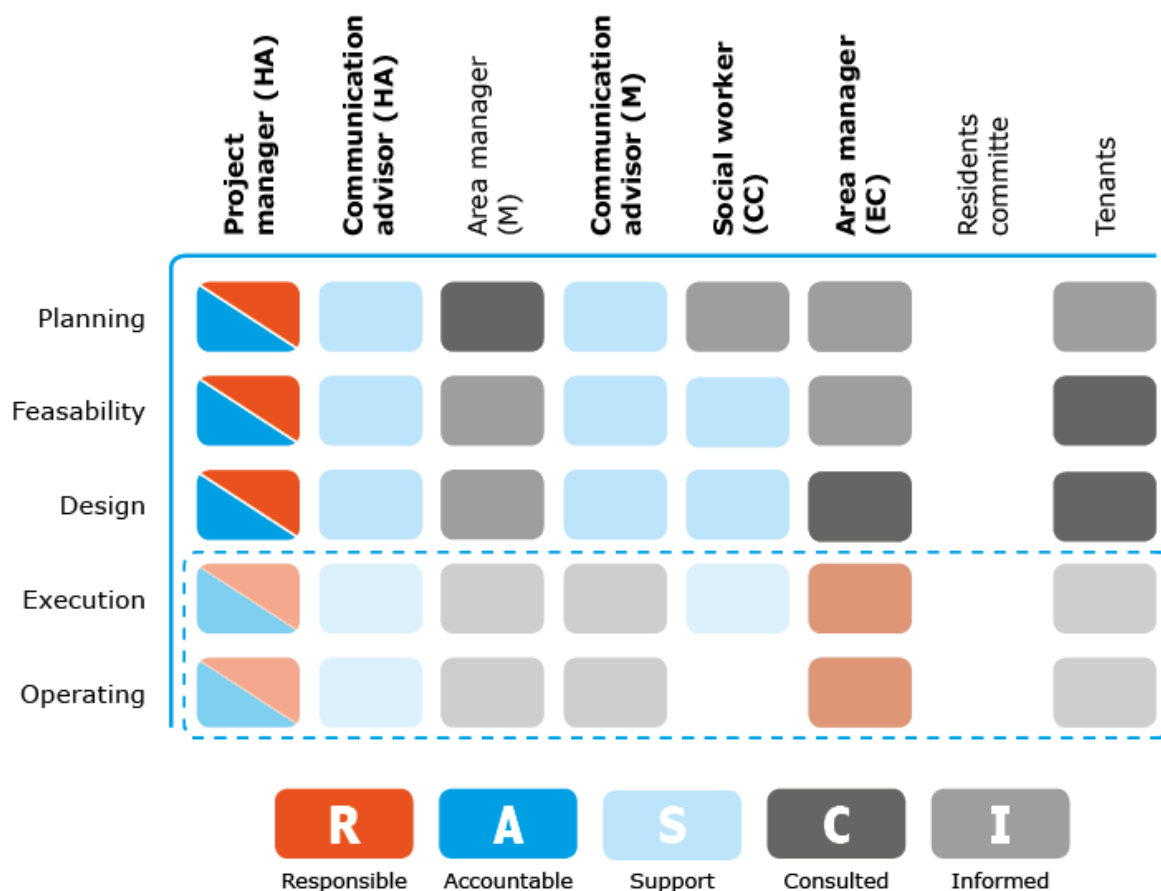 Project
manager (HA)
Communication
advisor (HA)
Area manager
(M)
Communication
advisor (M)
Social worker
(CC)
Area manager
(EC)
Residents
committe
Tenants
Planning
Feasability
Design
Execution
Operating
R
A
S
C
I
Responsible
Accountable
Support
Consulted
Informed